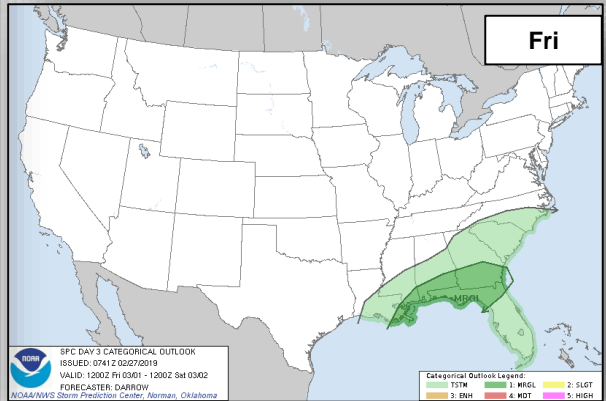 Fri
MRGL
SPC DAY 3 CATEGORICAL OUTLOOK
ISSUED: 0741Z 02/27/2019
VALID: 1200Z Fri 03/01 - 1200Z Sat 03/02
FORECASTER: DARROW
NOAA/NWS Storm Prediction Center, Norman, Oklahoma
NOAA
Categorical Outlook Legend:
TSTM 1: MRGL 2: SLGT
3: ENH 4: MDT 5: HIGH